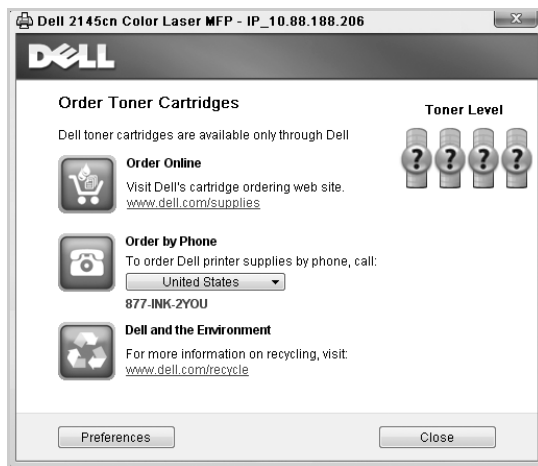 Dell 2145cn Color Laser MFP - IP_10.88.188.206
DELL
Order Toner Cartridges
Toner Level
Dell toner cartridges are available only through Dell
? ? ? ?
Order Online
Visit Dell's cartridge ordering web site.
www.dell.com/supplies
Order by Phone
To order Dell printer supplies by phone, call:
United States
877-INK-2YOU
Dell and the Environment
For more information on recycling, visit:
www.dell.com/recycle
Preferences
Close